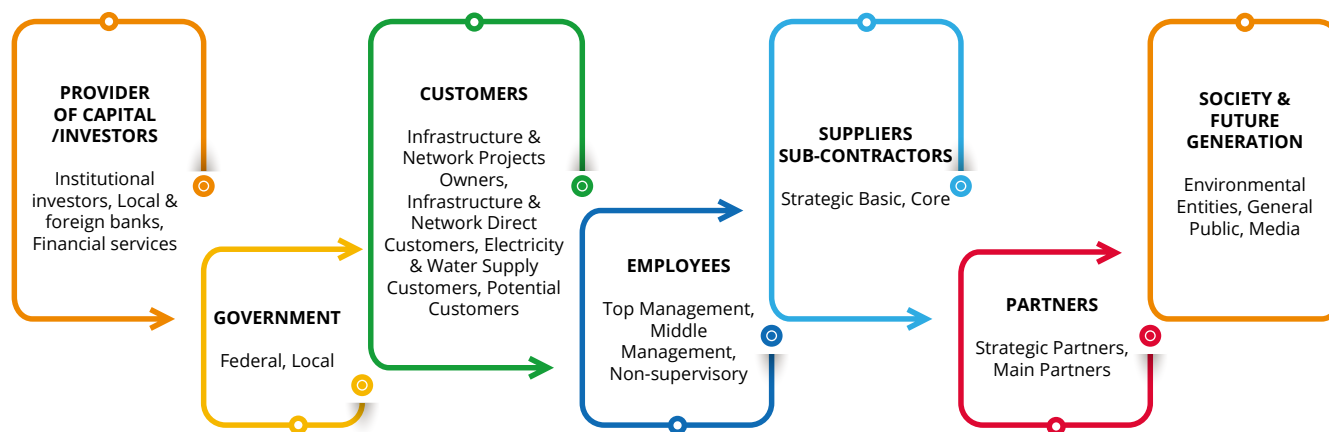 PROVIDER
OF CAPITAL
/INVESTORS
Institutional
investors, Local &
foreign banks,
Financial services
GOVERNMENT
Federal, Local
CUSTOMERS
Infrastructure &
Network Projects
Owners,
Infrastructure &
Network Direct
Customers, Electricity
& Water Supply
Customers, Potential
Customers
EMPLOYEES
Top Management,
Middle
Management,
Non-supervisory
SUPPLIERS
SUB-CONTRACTORS
Strategic Basic, Core
PARTNERS
Strategic Partners,
Main Partners
SOCIETY &
FUTURE
GENERATION
Environmental
Entities, General
Public, Media